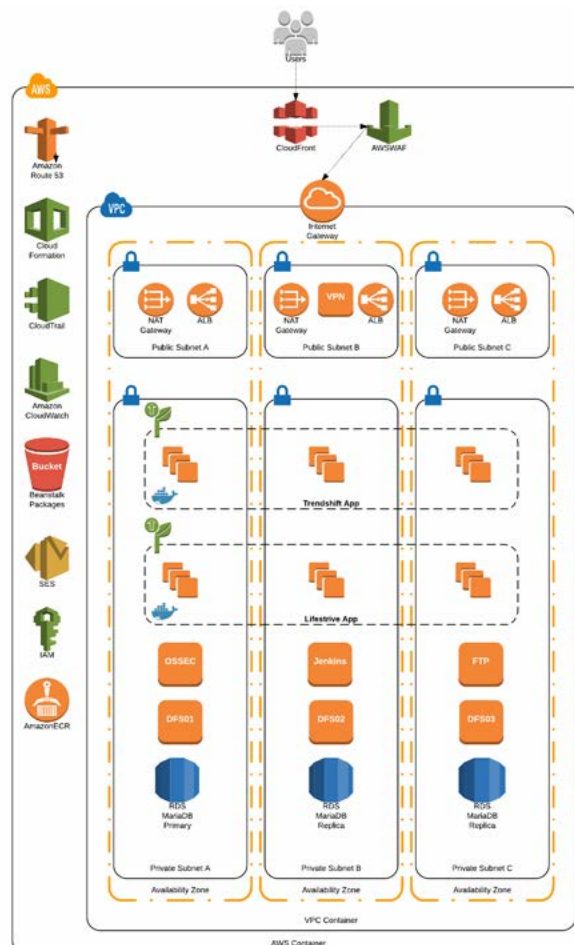 Users
AWS
CloudFront
AWSWAF
Amazon
Route 53
VPC
Internet
Gateway
Cloud
Formation
NAT
Gateway
ALB
Public Subnet A
NAT
Gateway
VPN
ALB
Public Subnet B
NAT
Gateway
ALB
Public Subnet C
CloudTrail
Amazon
CloudWatch
Bucket
Beanstalk
Packages
SES
IAM
AmazonECR
Trendshift App
Lifestrive App
OSSEC
Jenkins
FTP
DFS01
DFS02
DFS03
RDS
MariaDB
Primary
RDS
MariaDB
Replica
RDS
MariaDB
Replica
Private Subnet A
Private Subnet B
Private Subnet C
Availability Zone
Availability Zone
Availability Zone
VPC Container
AWS Container